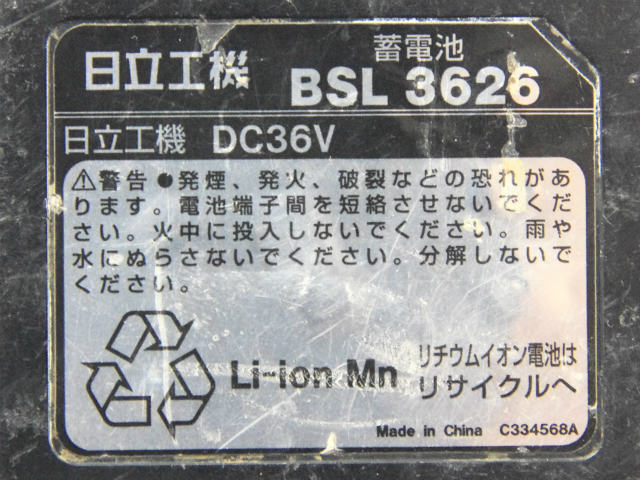 日立工機 蓄電池 BSL 3626
日立工機 DC36V
⚠警告 ●発煙、発火、破裂などの恐れがあ
ります。電池端子間を短絡させないでくだ
さい。火中に投入しないでください。雨や
水にぬらさないでください。分解しないで
ください。
Li-ion Mn
リチウムイオン電池は
リサイクルへ
Made in China C334568A